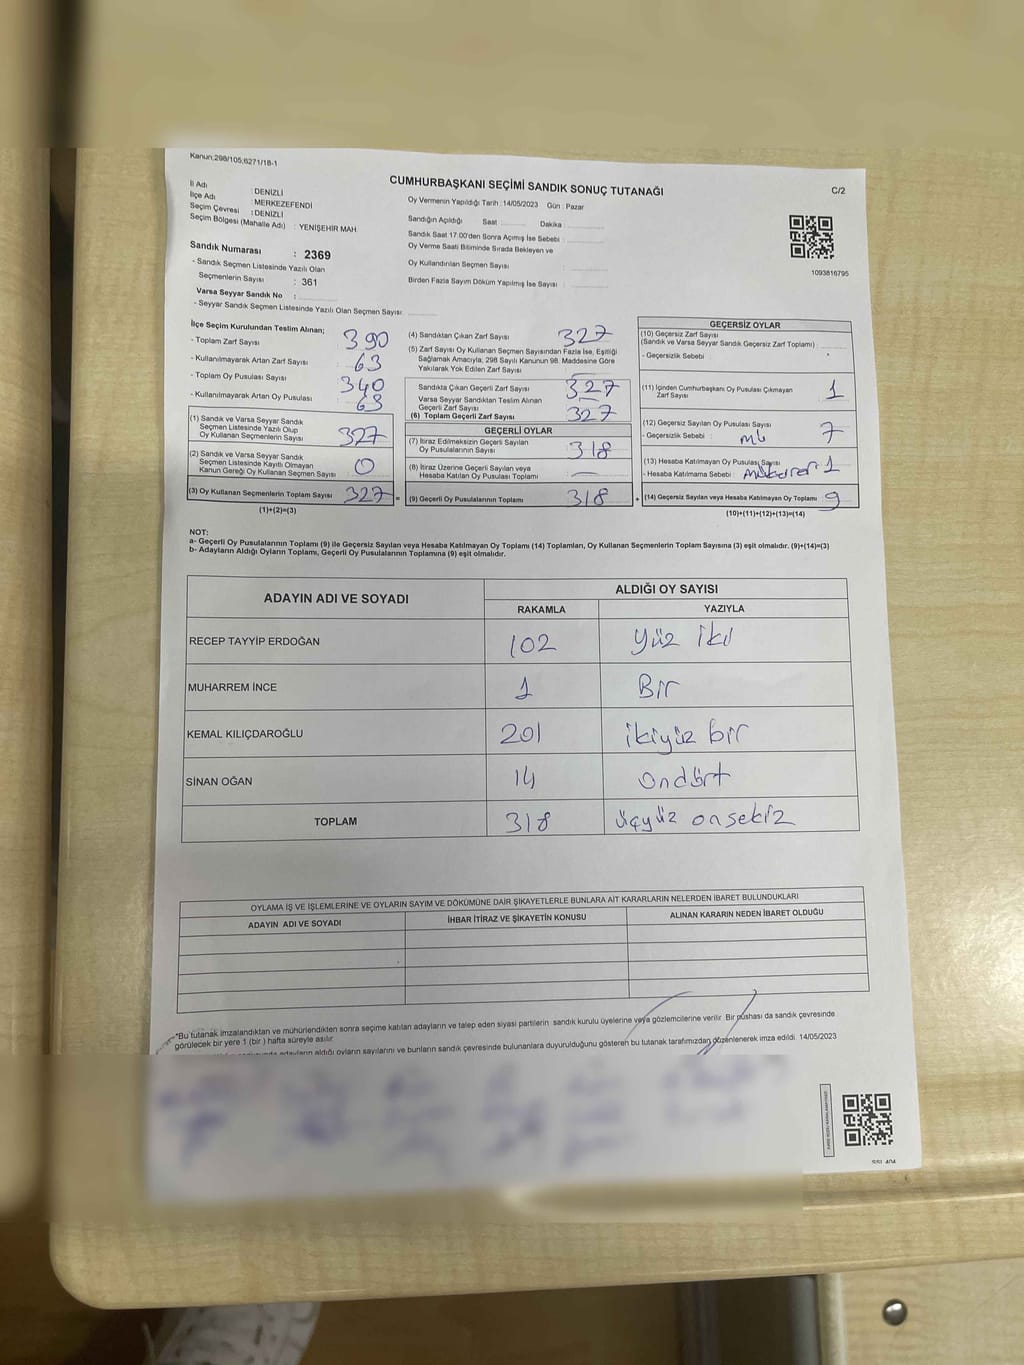 Kanun:298/105;6271/18-1
CUMHURBAŞKANI SEÇİMİ SANDIK SONUÇ TUTANAĞI
C/2
İl Adı : DENİZLİ
İlçe Adı : MERKEZEFENDİ
Seçim Çevresi : DENİZLİ
Seçim Bölgesi (Mahalle Adı) : YENİŞEHİR MAH.
Sandık Numarası : 2369
- Sandık Seçmen Listesinde Yazılı Olan
Seçmenlerin Sayısı : 361
Varsa Seyyar Sandık No :
- Seyyar Sandık Seçmen Listesinde Yazılı Olan Seçmen Sayısı
Oy Vermenin Yapıldığı Tarih : 14/05/2023 Gün : Pazar
Sandığın Açıldığı Saat Dakika
Sandık Saat 17.00'den Sonra Açımış İse Sebebi :
Oy Verme Saati Bitiminde Sırada Bekleyen ve
Oy Kullandırılan Seçmen Sayısı :
Birden Fazla Sayım Döküm Yapılmış İse Sayısı :
1093816795
İlçe Seçim Kurulundan Teslim Alınan;
- Toplam Zarf Sayısı : 390
- Kullanılmayarak Artan Zarf Sayısı : 63
- Toplam Oy Pusulası Sayısı : 340
- Kullanılmayarak Artan Oy Pusulası : 63
(1) Sandık ve Varsa Seyyar Sandık
Seçmen Listesinde Yazılı Olup
Oy Kullanan Seçmenlerin Sayısı : 327
(2) Sandık ve Varsa Seyyar Sandık
Seçmen Listesinde Kayıtlı Olmayan
Kanun Gereği Oy Kullanan Seçmen Sayısı : 0
(3) Oy Kullanan Seçmenlerin Toplam Sayısı : 327 =
(1)+(2)=(3)
(4) Sandıktan Çıkan Zarf Sayısı : 327
(5) Zarf Sayısı Oy Kullanan Seçmen Sayısından Fazla İse, Eşitliği
Sağlamak Amacıyla, 298 Sayılı Kanunun 98. Maddesine Göre
Yakılarak Yok Edilen Zarf Sayısı
Sandıkta Çıkan Geçerli Zarf Sayısı : 327
Varsa Seyyar Sandıktan Teslim Alınan
Geçerli Zarf Sayısı : —
(6) Toplam Geçerli Zarf Sayısı : 327
GEÇERLİ OYLAR
(7) İtiraz Edilmeksizin Geçerli Sayılan
Oy Pusulalarının Sayısı : 318
(8) İtiraz Üzerine Geçerli Sayılan veya
Hesaba Katılan Oy Pusulası Toplamı : —
(9) Geçerli Oy Pusulalarının Toplamı : 318 +
GEÇERSİZ OYLAR
(10) Geçersiz Zarf Sayısı
(Sandık ve Varsa Seyyar Sandık Geçersiz Zarf Toplamı) :
- Geçersizlik Sebebi :
(11) İçinden Cumhurbaşkanı Oy Pusulası Çıkmayan
Zarf Sayısı : 1
(12) Geçersiz Sayılan Oy Pusulası Sayısı : 7
- Geçersizlik Sebebi :
(13) Hesaba Katılmayan Oy Pusulası Sayısı : 1
- Hesaba Katılmama Sebebi : mükerrer
(14) Geçersiz Sayılan veya Hesaba Katılmayan Oy Toplamı : 9
(10)+(11)+(12)+(13)=(14)
NOT:
a- Geçerli Oy Pusulalarının Toplamı (9) ile Geçersiz Sayılan veya Hesaba Katılmayan Oy Toplamı (14) Toplamları, Oy Kullanan Seçmenlerin Toplam Sayısına (3) eşit olmalıdır. (9)+(14)=(3)
b- Adayların Aldığı Oyların Toplamı, Geçerli Oy Pusulalarının Toplamına (9) eşit olmalıdır.
ADAYIN ADI VE SOYADI
ALDIĞI OY SAYISI
RAKAMLA YAZIYLA
RECEP TAYYİP ERDOĞAN 102 yüz iki
MUHARREM İNCE 1 Bir
KEMAL KILIÇDAROĞLU 201 ikiyüz bir
SİNAN OĞAN 14 ondört
TOPLAM 318 üçyüz onsekiz
OYLAMA İŞ VE İŞLEMLERİNE VE OYLARIN SAYIM VE DÖKÜMÜNE DAİR ŞİKAYETLERLE BUNLARA AİT KARARLARIN NELERDEN İBARET BULUNDUKLARI
ADAYIN ADI VE SOYADI İHBAR İTİRAZ VE ŞİKAYETİN KONUSU ALINAN KARARIN NEDEN İBARET OLDUĞU
*Bu tutanak imzalandıktan ve mühürlendikten sonra seçime katılan adayların ve talep eden siyasi partilerin sandık kurulu üyelerine veya gözlemcilerine verilir. Bir nüshası da sandık çevresinde
görülecek bir yere 1 (bir ) hafta süreyle asılır.
adayların aldığı oyların sayılarını ve bunların sandık çevresinde bulunanlara duyurulduğunu gösteren bu tutanak tarafımızdan düzenlenerek imza edildi. 14/05/2023